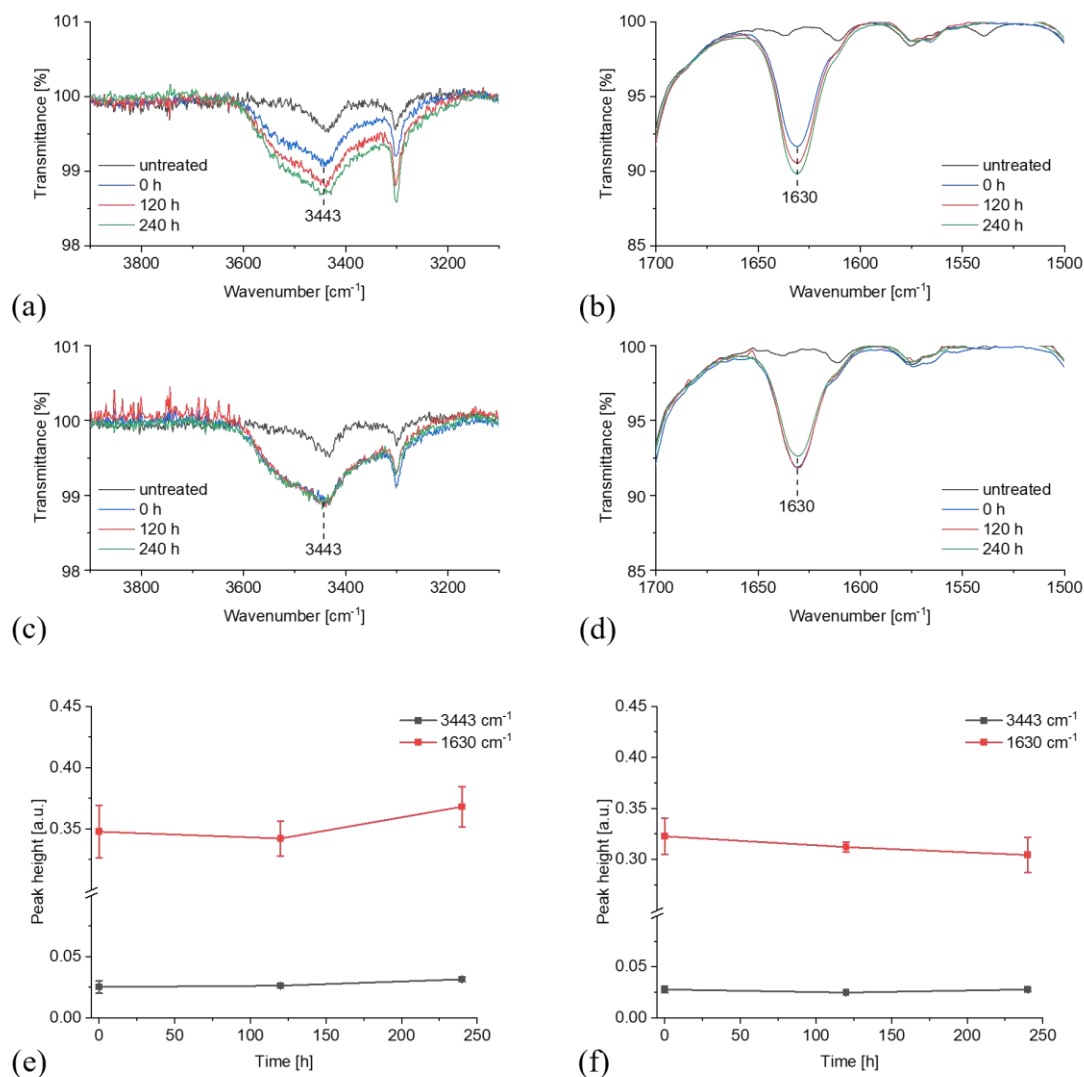 101
100
99
98
Transmittance [%]
untreated
0 h
120 h
240 h
3443
3800
3600
3400
3200
Wavenumber [cm⁻¹]
(a)
100
95
90
85
Transmittance [%]
untreated
0 h
120 h
240 h
1630
1700
1650
1600
1550
1500
Wavenumber [cm⁻¹]
(b)
101
100
99
98
Transmittance [%]
untreated
0 h
120 h
240 h
3443
3800
3600
3400
3200
Wavenumber [cm⁻¹]
(c)
100
95
90
85
Transmittance [%]
untreated
0 h
120 h
240 h
1630
1700
1650
1600
1550
1500
Wavenumber [cm⁻¹]
(d)
0.45
0.40
0.35
0.05
0.00
Peak height [a.u.]
3443 cm⁻¹
1630 cm⁻¹
0
50
100
150
200
250
Time [h]
(e)
0.45
0.40
0.35
0.30
0.05
0.00
Peak height [a.u.]
3443 cm⁻¹
1630 cm⁻¹
0
50
100
150
200
250
Time [h]
(f)